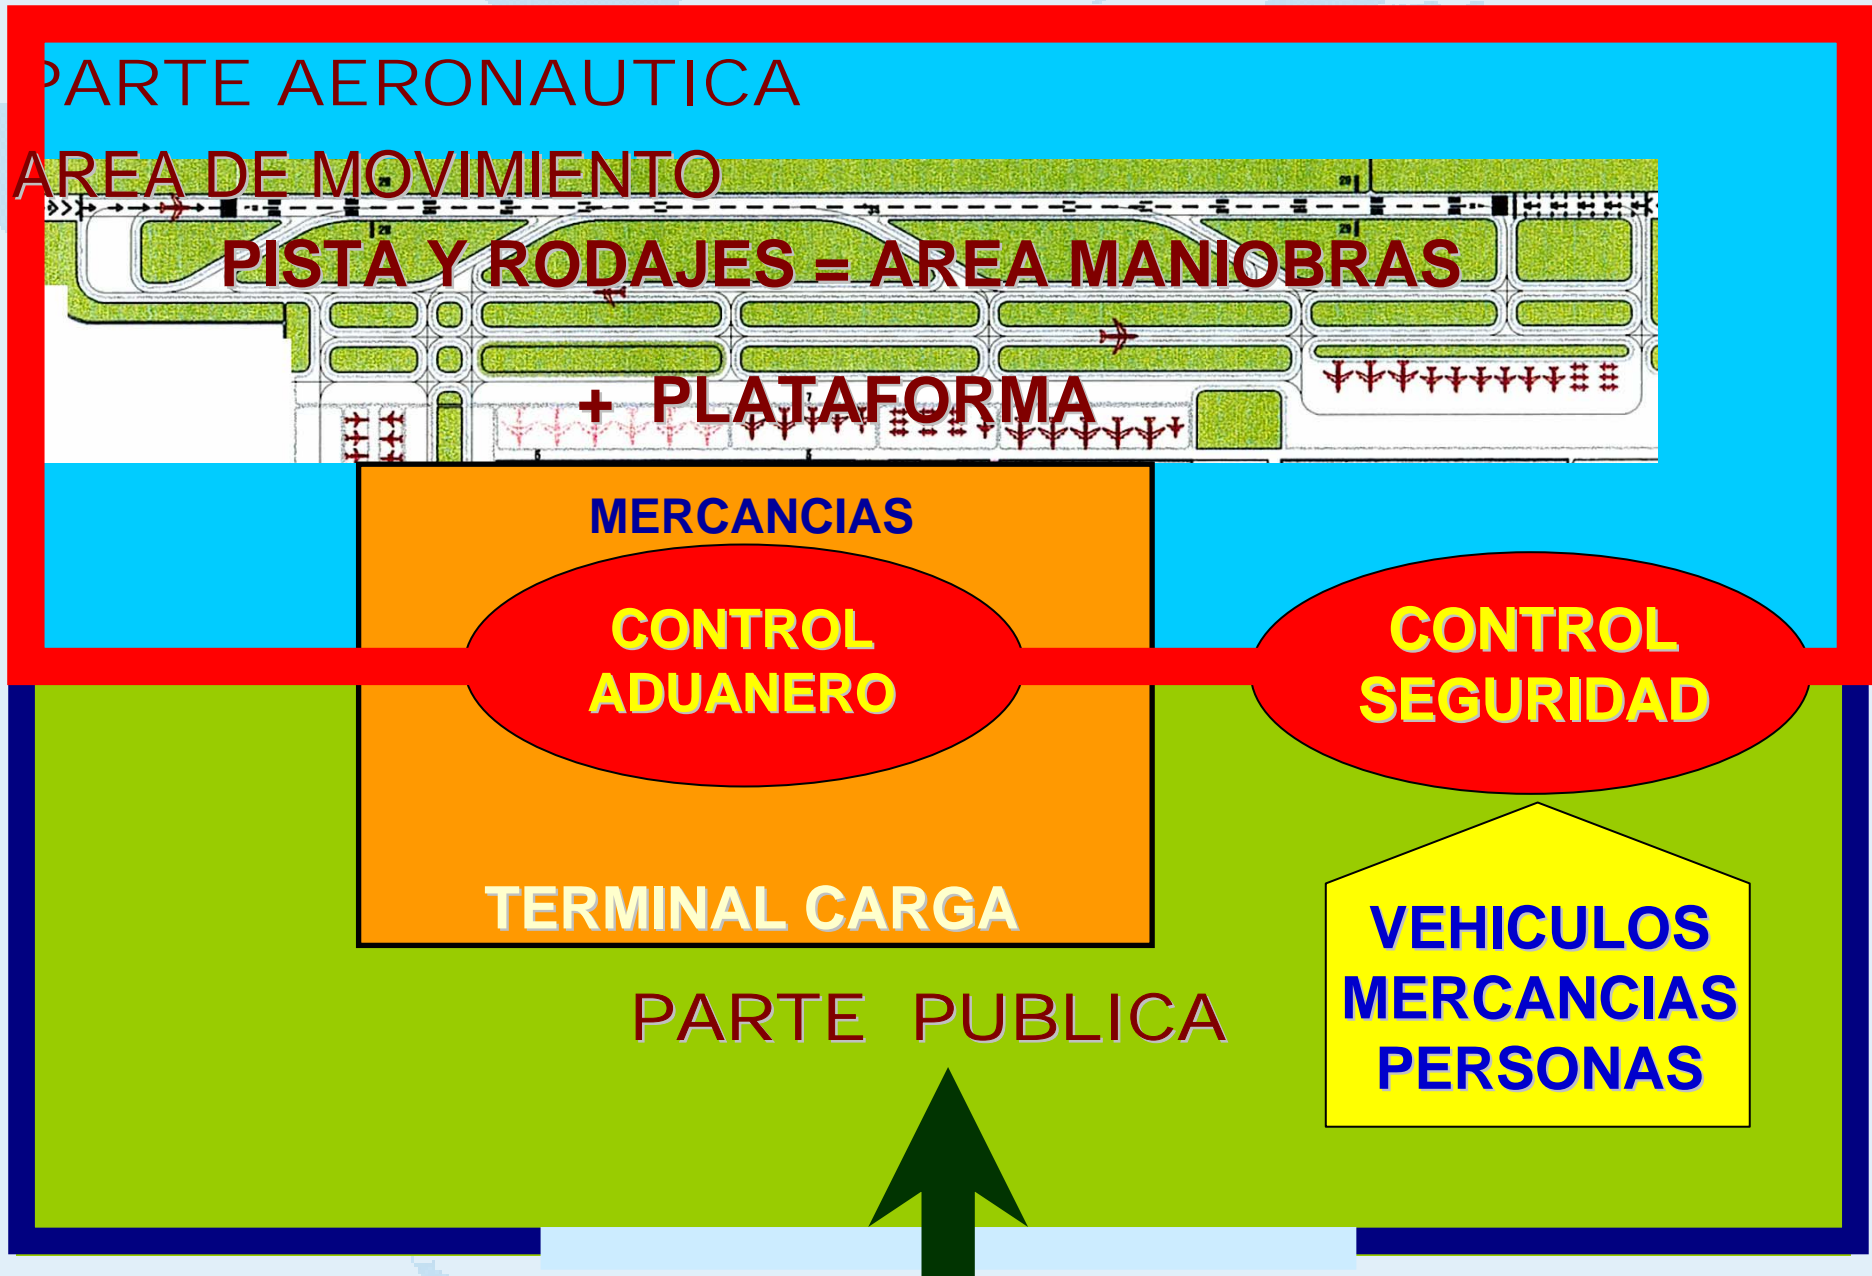 PARTE AERONAUTICA
AREA DE MOVIMIENTO
PISTA Y RODAJES = AREA MANIOBRAS
+ PLATAFORMA
MERCANCIAS
CONTROL
ADUANERO
CONTROL
SEGURIDAD
TERMINAL CARGA
VEHICULOS
MERCANCIAS
PERSONAS
PARTE PUBLICA